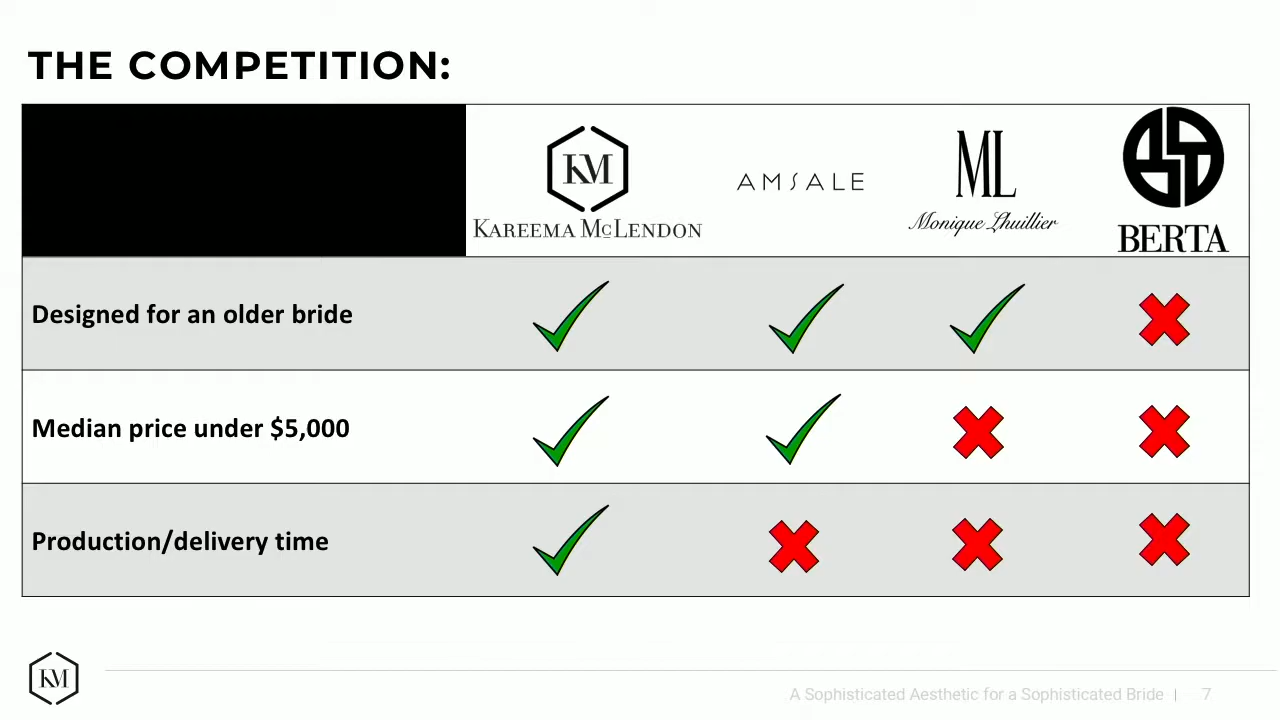 THE COMPETITION:
KM
KAREEMA McLENDON
AMSALE
ML
Monique Lhuillier
BERTA
Designed for an older bride
Median price under $5,000
Production/delivery time
KM
A Sophisticated Aesthetic for a Sophisticated Bride | 7